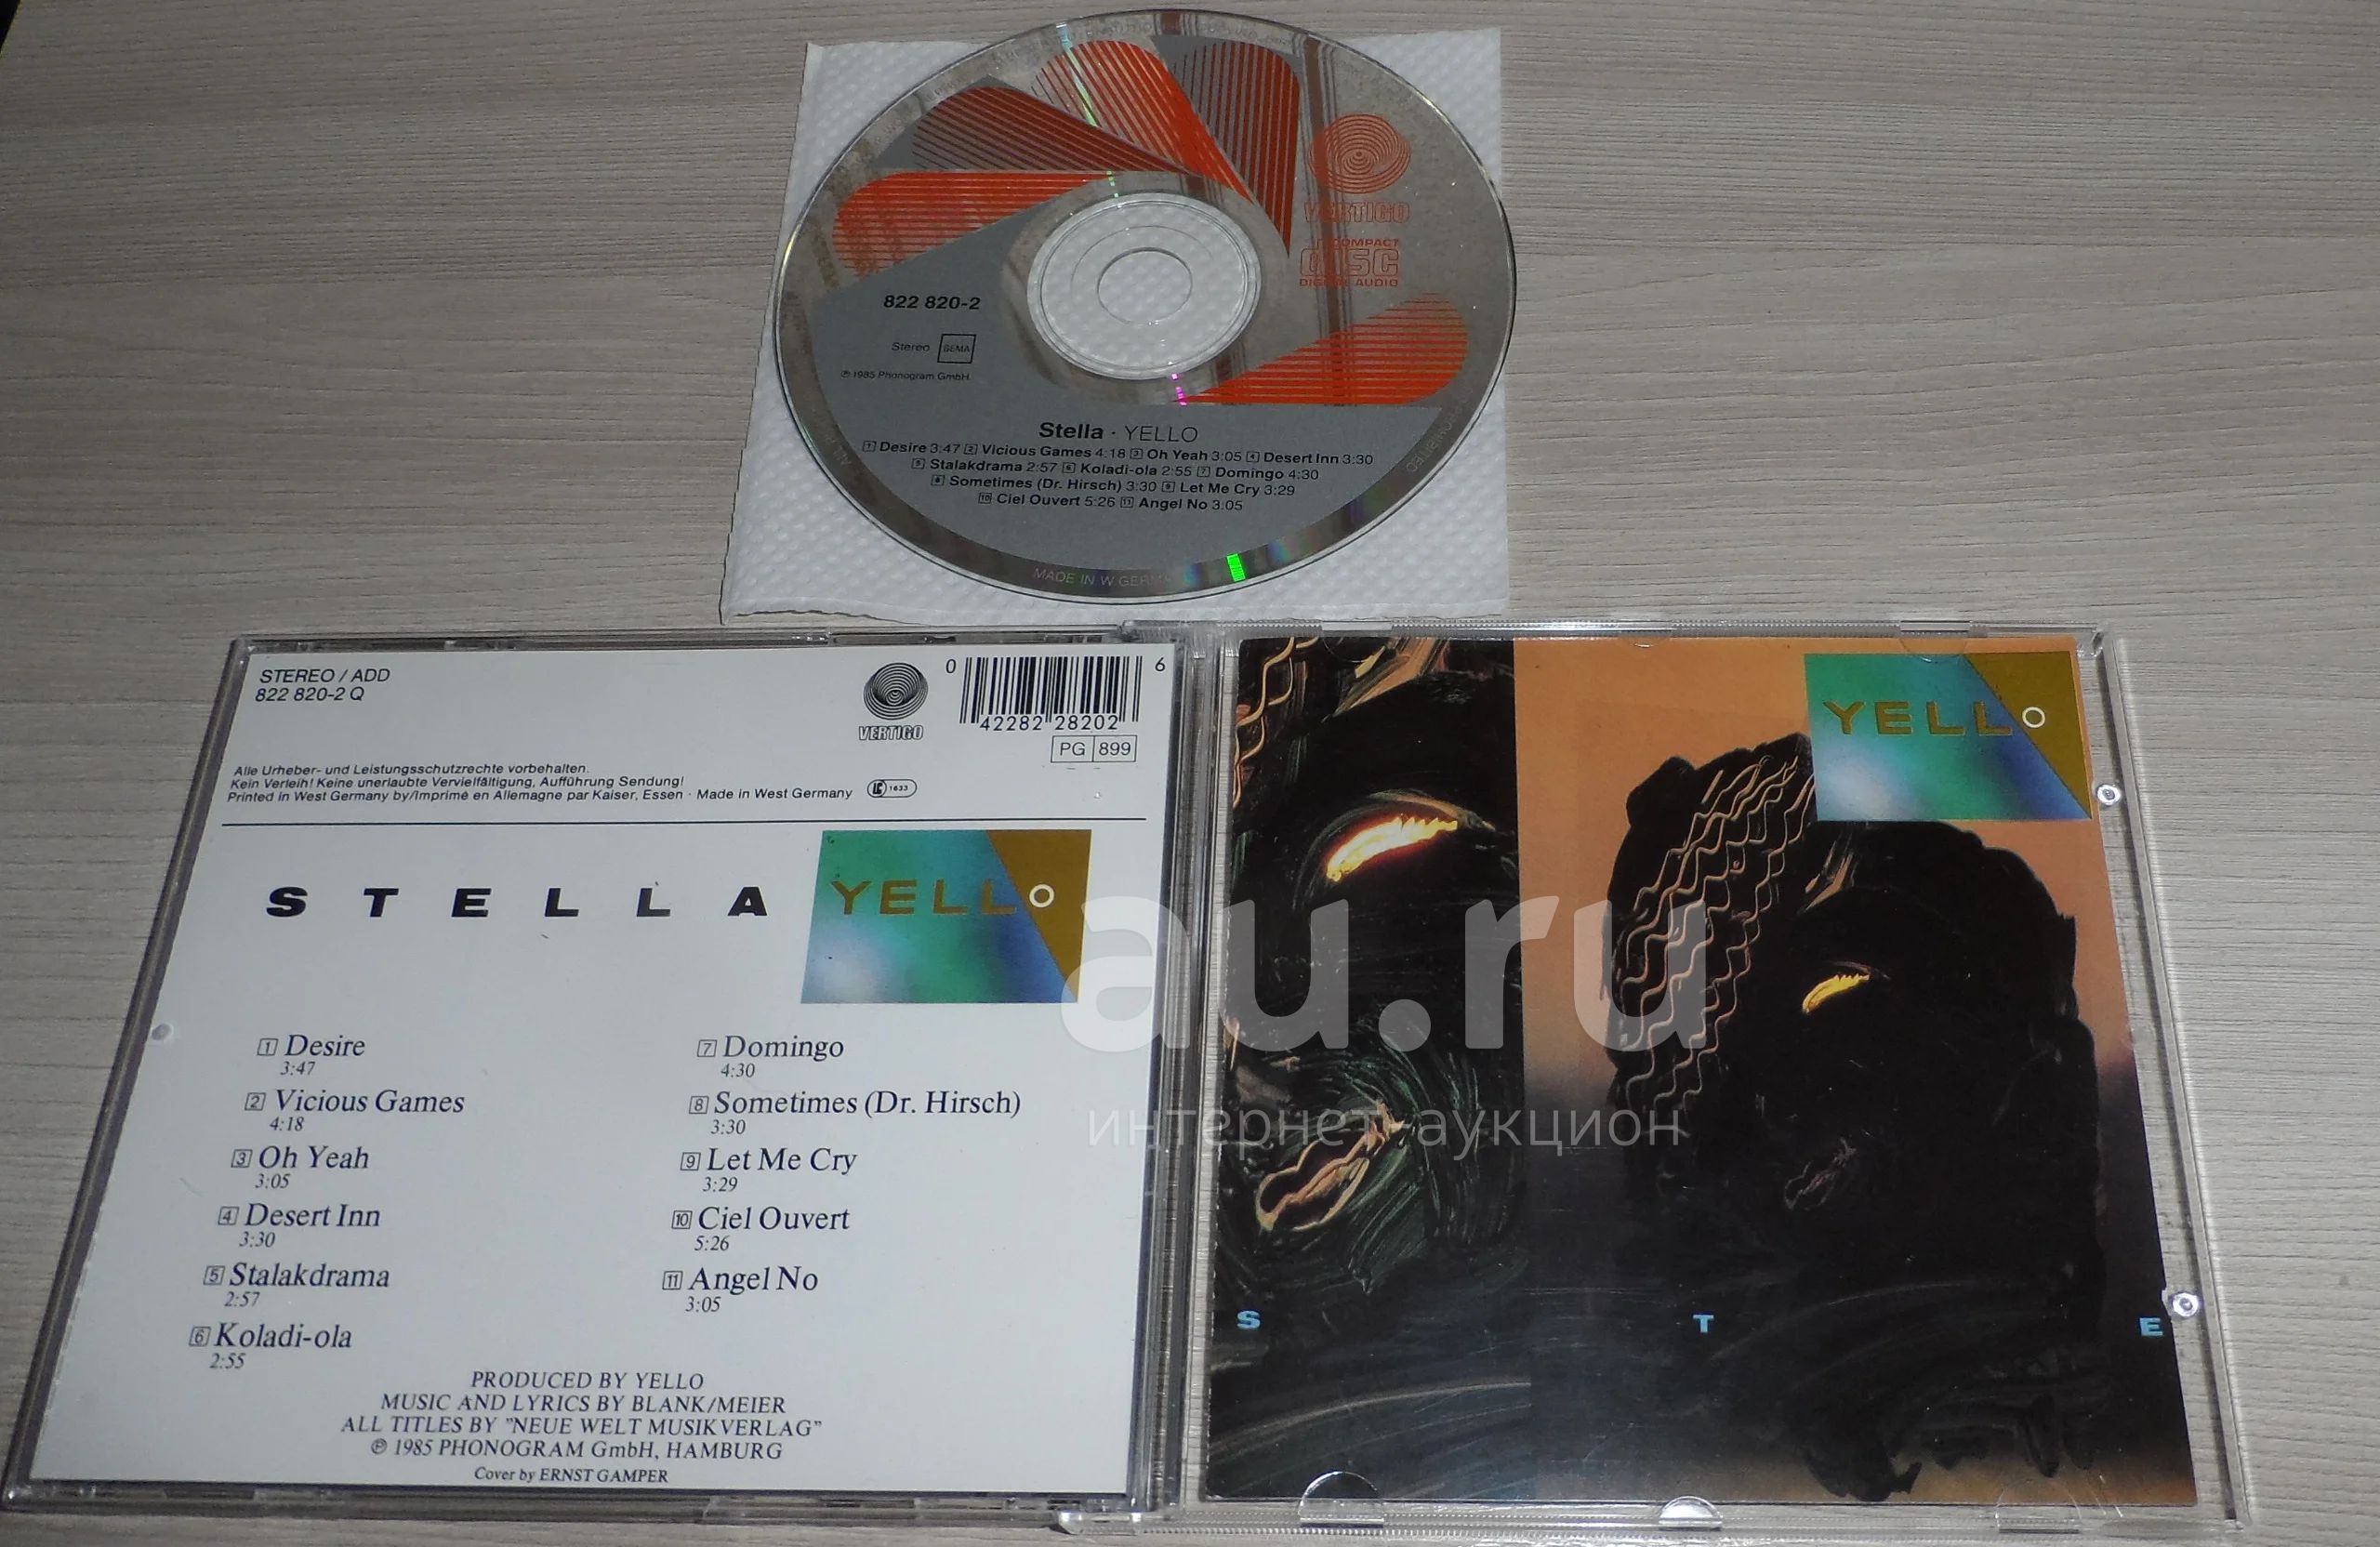 VERTIGO
COMPACT
disc
DIGITAL AUDIO
822 820-2
Stereo GEMA
℗ 1985 Phonogram GmbH
Stella · YELLO
1 Desire 3:47 2 Vicious Games 4:18 3 Oh Yeah 3:05 4 Desert Inn 3:30
5 Stalakdrama 2:57 6 Koladi-ola 2:55 7 Domingo 4:30
8 Sometimes (Dr. Hirsch) 3:30 9 Let Me Cry 3:29
10 Ciel Ouvert 5:26 11 Angel No 3:05
MADE IN W. GERMANY
PROHIBITED
STEREO / ADD
822 820-2 Q
VERTIGO
0 42282 28202 6
PG 899
Alle Urheber- und Leistungsschutzrechte vorbehalten.
Kein Verleih! Keine unerlaubte Vervielfältigung, Aufführung Sendung!
Printed in West Germany by/Imprimé en Allemagne par Kaiser, Essen · Made in West Germany LC 1633
STELLA YELLO
1 Desire
3:47
2 Vicious Games
4:18
3 Oh Yeah
3:05
4 Desert Inn
3:30
5 Stalakdrama
2:57
6 Koladi-ola
2:55
7 Domingo
4:30
8 Sometimes (Dr. Hirsch)
3:30
9 Let Me Cry
3:29
10 Ciel Ouvert
5:26
11 Angel No
3:05
PRODUCED BY YELLO
MUSIC AND LYRICS BY BLANK/MEIER
ALL TITLES BY "NEUE WELT MUSIKVERLAG"
℗ 1985 PHONOGRAM GmbH, HAMBURG
Cover by ERNST GAMPER
YELLO
S T E
au.ru
интернет-аукцион